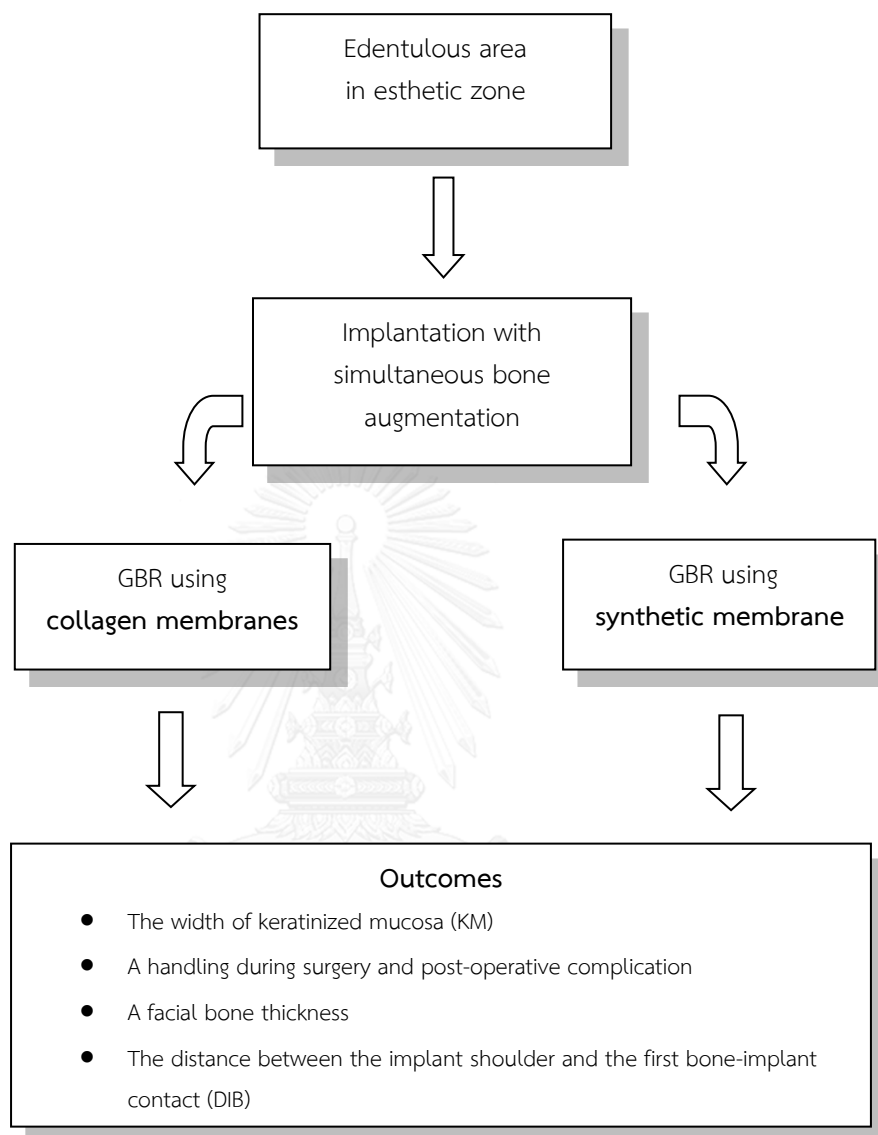 Edentulous area
in esthetic zone
Implantation with
simultaneous bone
augmentation
GBR using
collagen membranes
GBR using
synthetic membrane
Outcomes
● The width of keratinized mucosa (KM)
● A handling during surgery and post-operative complication
● A facial bone thickness
● The distance between the implant shoulder and the first bone-implant
contact (DIB)